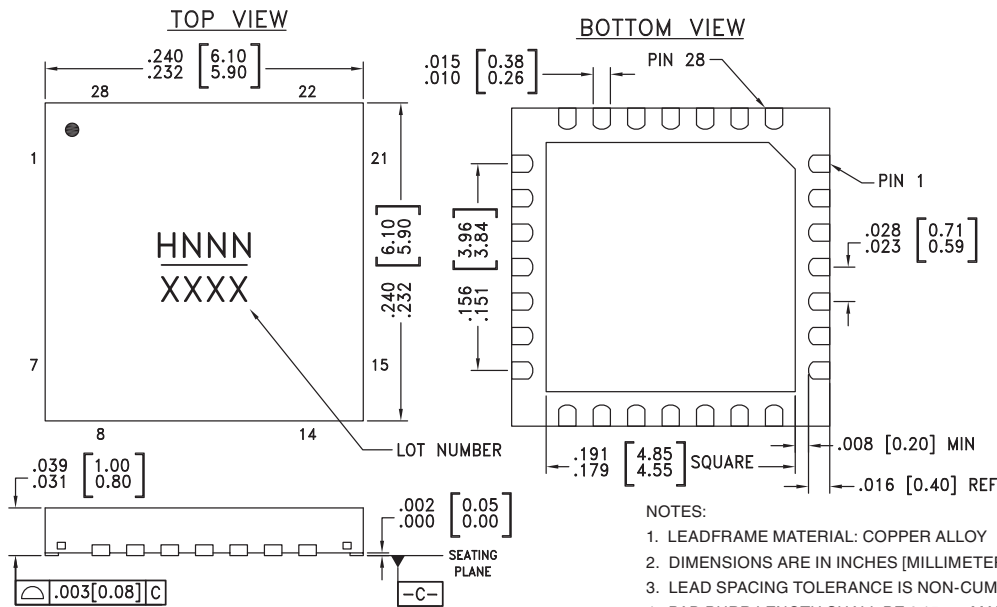 TOP VIEW
.240 [6.10]
.232 [5.90]
28 22
1 21
HNNN
XXXX
7 15
8 14
.240 [6.10]
.232 [5.90]
LOT NUMBER
.039 [1.00]
.031 [0.80]
.002 [0.05]
.000 [0.00]
SEATING
PLANE
.003[0.08] C
-C-
BOTTOM VIEW
.015 [0.38]
.010 [0.26]
PIN 28
PIN 1
.156 [3.96]
.151 [3.84]
.028 [0.71]
.023 [0.59]
.191 [4.85]
.179 [4.55] SQUARE
.008 [0.20] MIN
.016 [0.40] REF
NOTES:
1. LEADFRAME MATERIAL: COPPER ALLOY
2. DIMENSIONS ARE IN INCHES [MILLIMETER
3. LEAD SPACING TOLERANCE IS NON-CUM